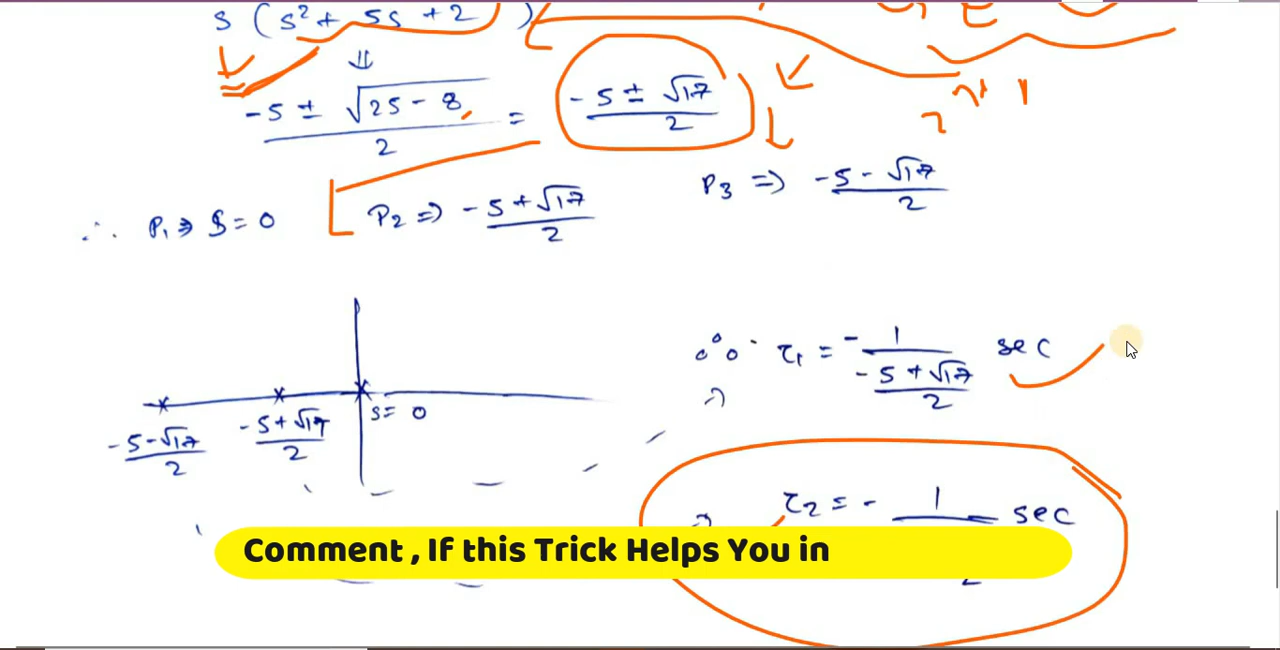 s (s² + 5s + 2)
⇓
-5 ± √25 - 8 / 2 = -5 ± √17 / 2
∴ P₁ ⇒ S = 0
P₂ ⇒ -5 + √17 / 2
P₃ ⇒ -5 - √17 / 2
-5 - √17 / 2
-5 + √17 / 2
s = 0
∴ τ₁ = - 1 / -5 + √17 / 2 sec
τ₂ = - 1 / sec
Comment , If this Trick Helps You in